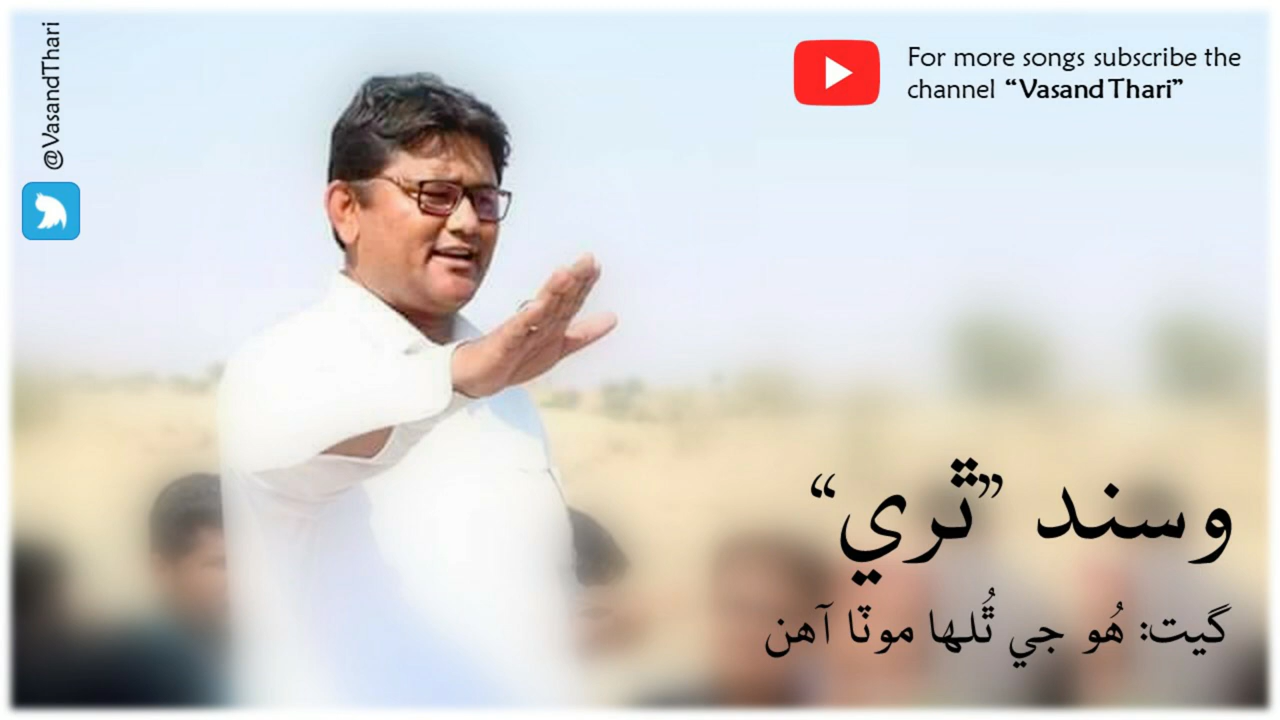 @VasandThari
For more songs subscribe the
channel “Vasand Thari”
وسند ”ٿري“
گيت: هُو جي ٿُلها موٽا آهن